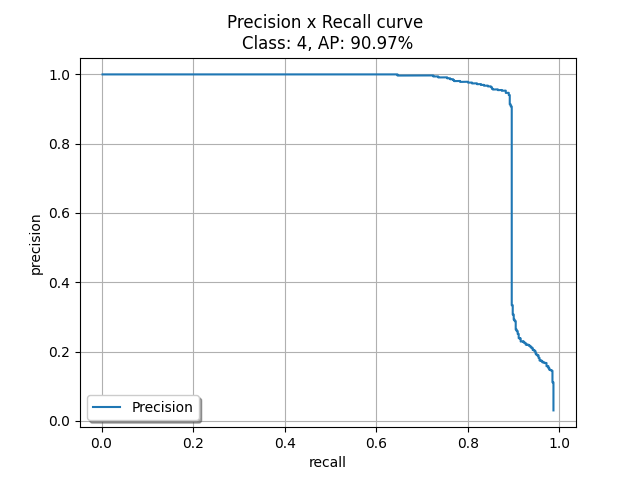 Precision x Recall curve
Class: 4, AP: 90.97%
1.0
0.8
0.6
0.4
0.2
0.0
precision
Precision
0.0 0.2 0.4 0.6 0.8 1.0
recall